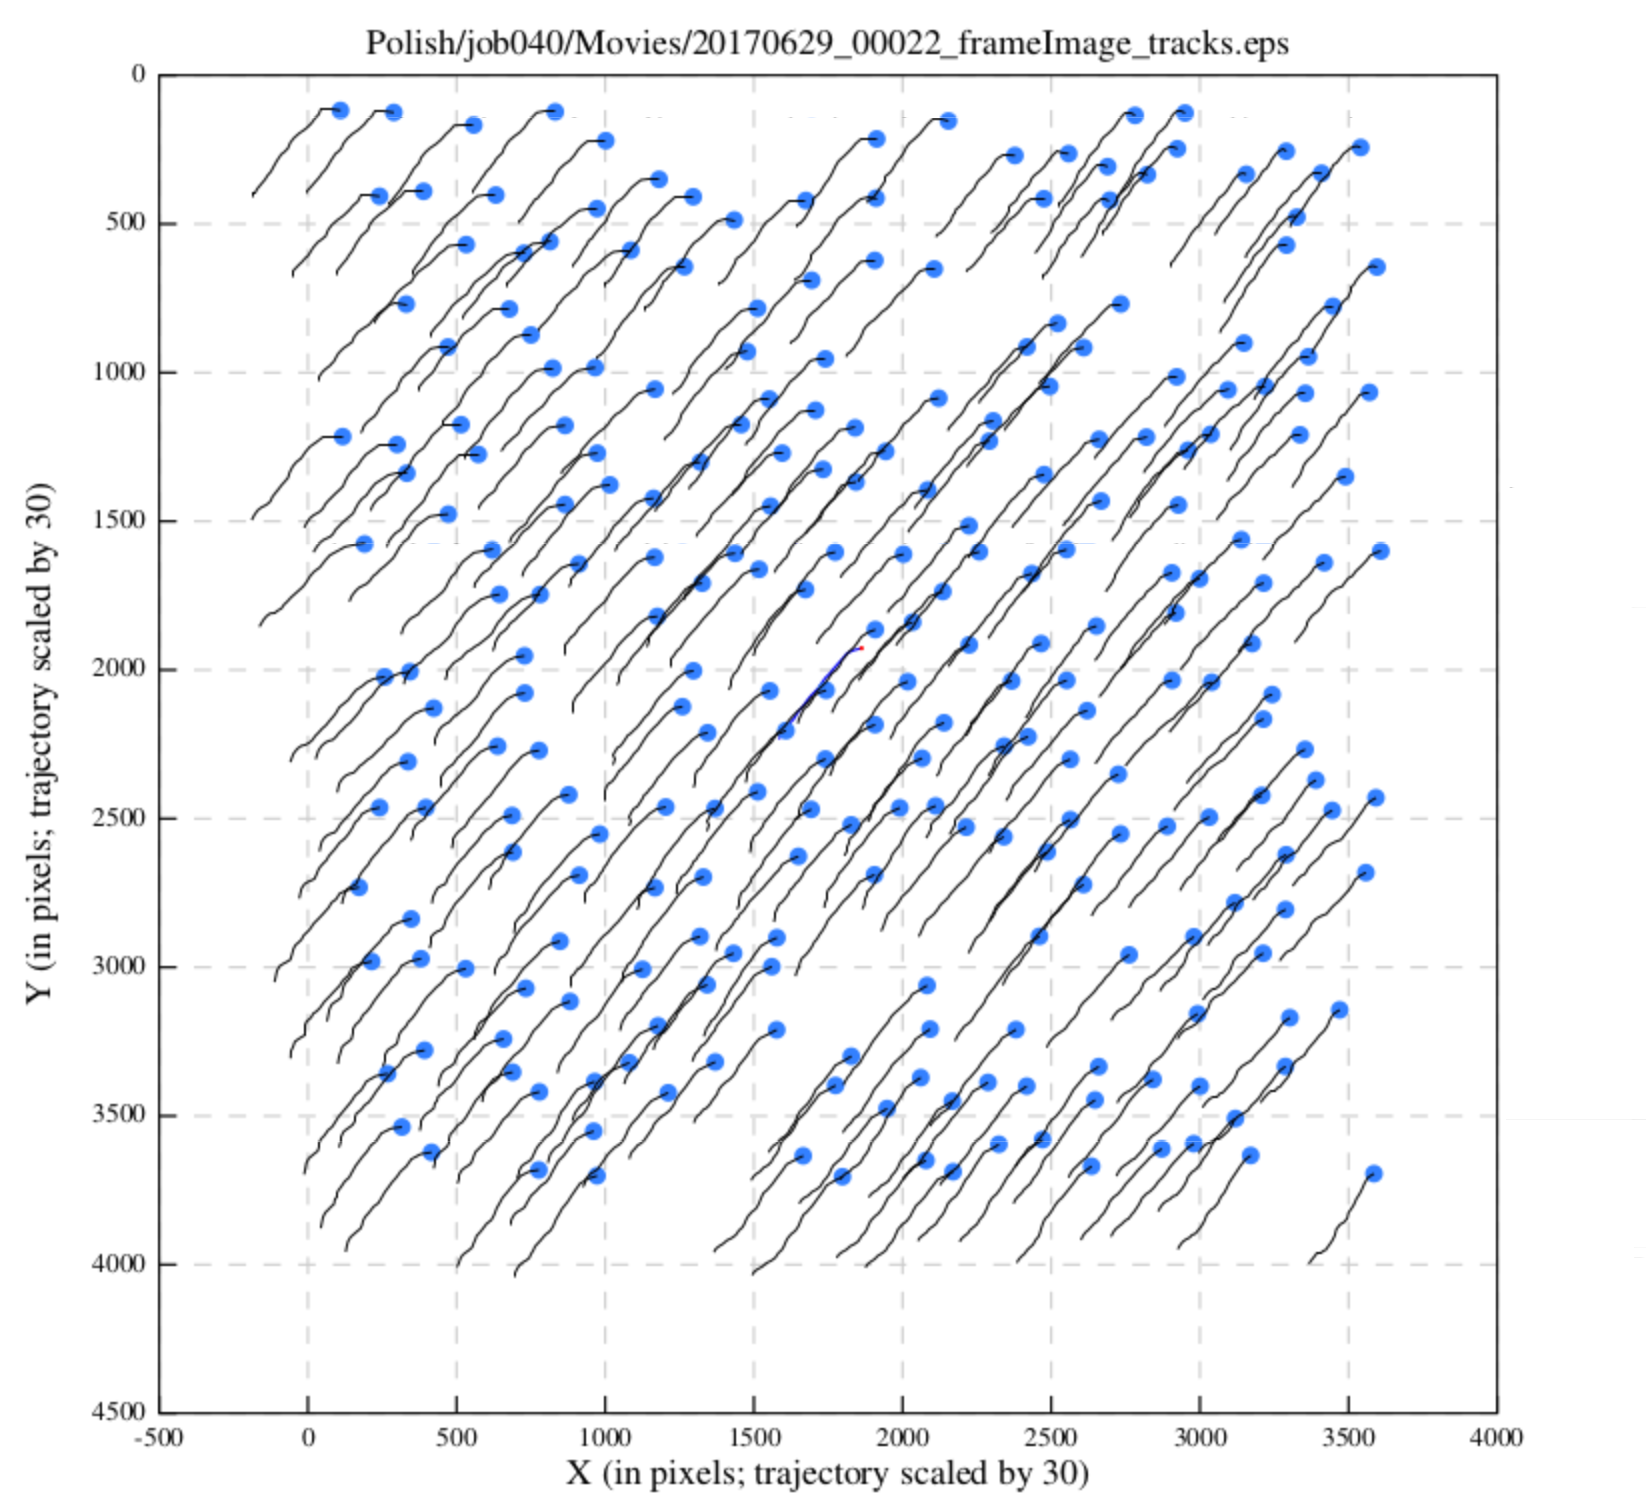 Polish/job040/Movies/20170629_00022_frameImage_tracks.eps
0
500
1000
1500
2000
2500
3000
3500
4000
4500
Y (in pixels; trajectory scaled by 30)
-500 0 500 1000 1500 2000 2500 3000 3500 4000
X (in pixels; trajectory scaled by 30)